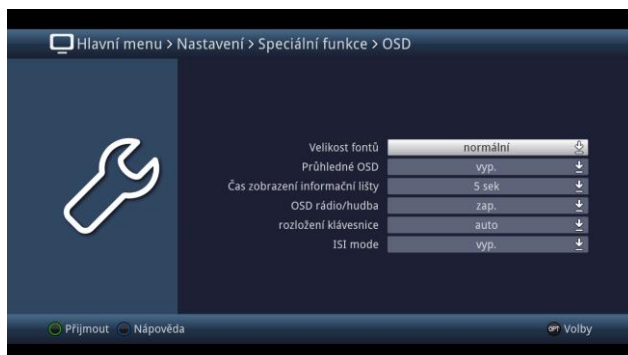 Hlavní menu > Nastavení > Speciální funkce > OSD
Velikost fontů normální
Průhledné OSD vyp.
Čas zobrazení informační lišty 5 sek
OSD rádio/hudba zap.
rozložení klávesnice auto
ISI mode vyp.
Přijmout Nápověda OPT Volby